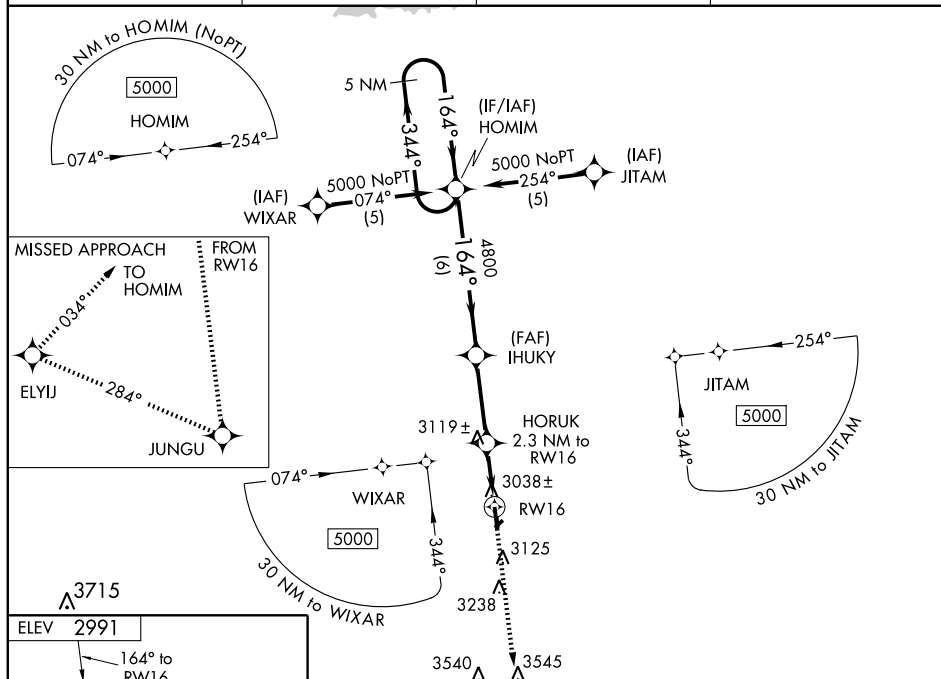 30 NM to HOMIM (NoPT)
5000
HOMIM
074°
254°
5 NM
344°
164°
(IF/IAF)
HOMIM
5000 NoPT
254°
(5)
(IAF)
JITAM
(IAF)
WIXAR
5000 NoPT
074°
(5)
164°
(6)
4800
MISSED APPROACH
TO
HOMIM
FROM
RW16
034°
ELYIJ
284°
JUNGU
(FAF)
IHUKY
254°
JITAM
5000
344°
30 NM to JITAM
3119±
HORUK
2.3 NM to
RW16
074°
WIXAR
5000
344°
30 NM to WIXAR
3038±
RW16
3125
3238
3715
ELEV 2991
164° to
RW16
3540
3545